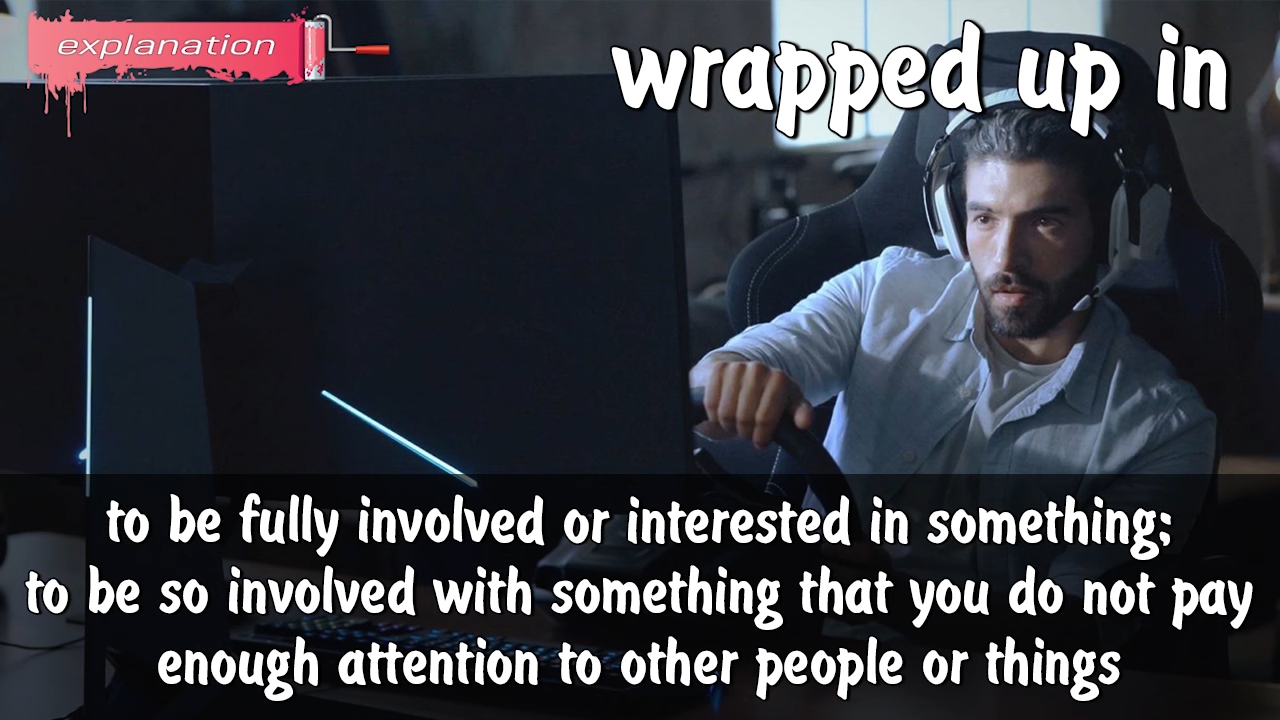 explanation
wrapped up in
to be fully involved or interested in something;
to be so involved with something that you do not pay
enough attention to other people or things